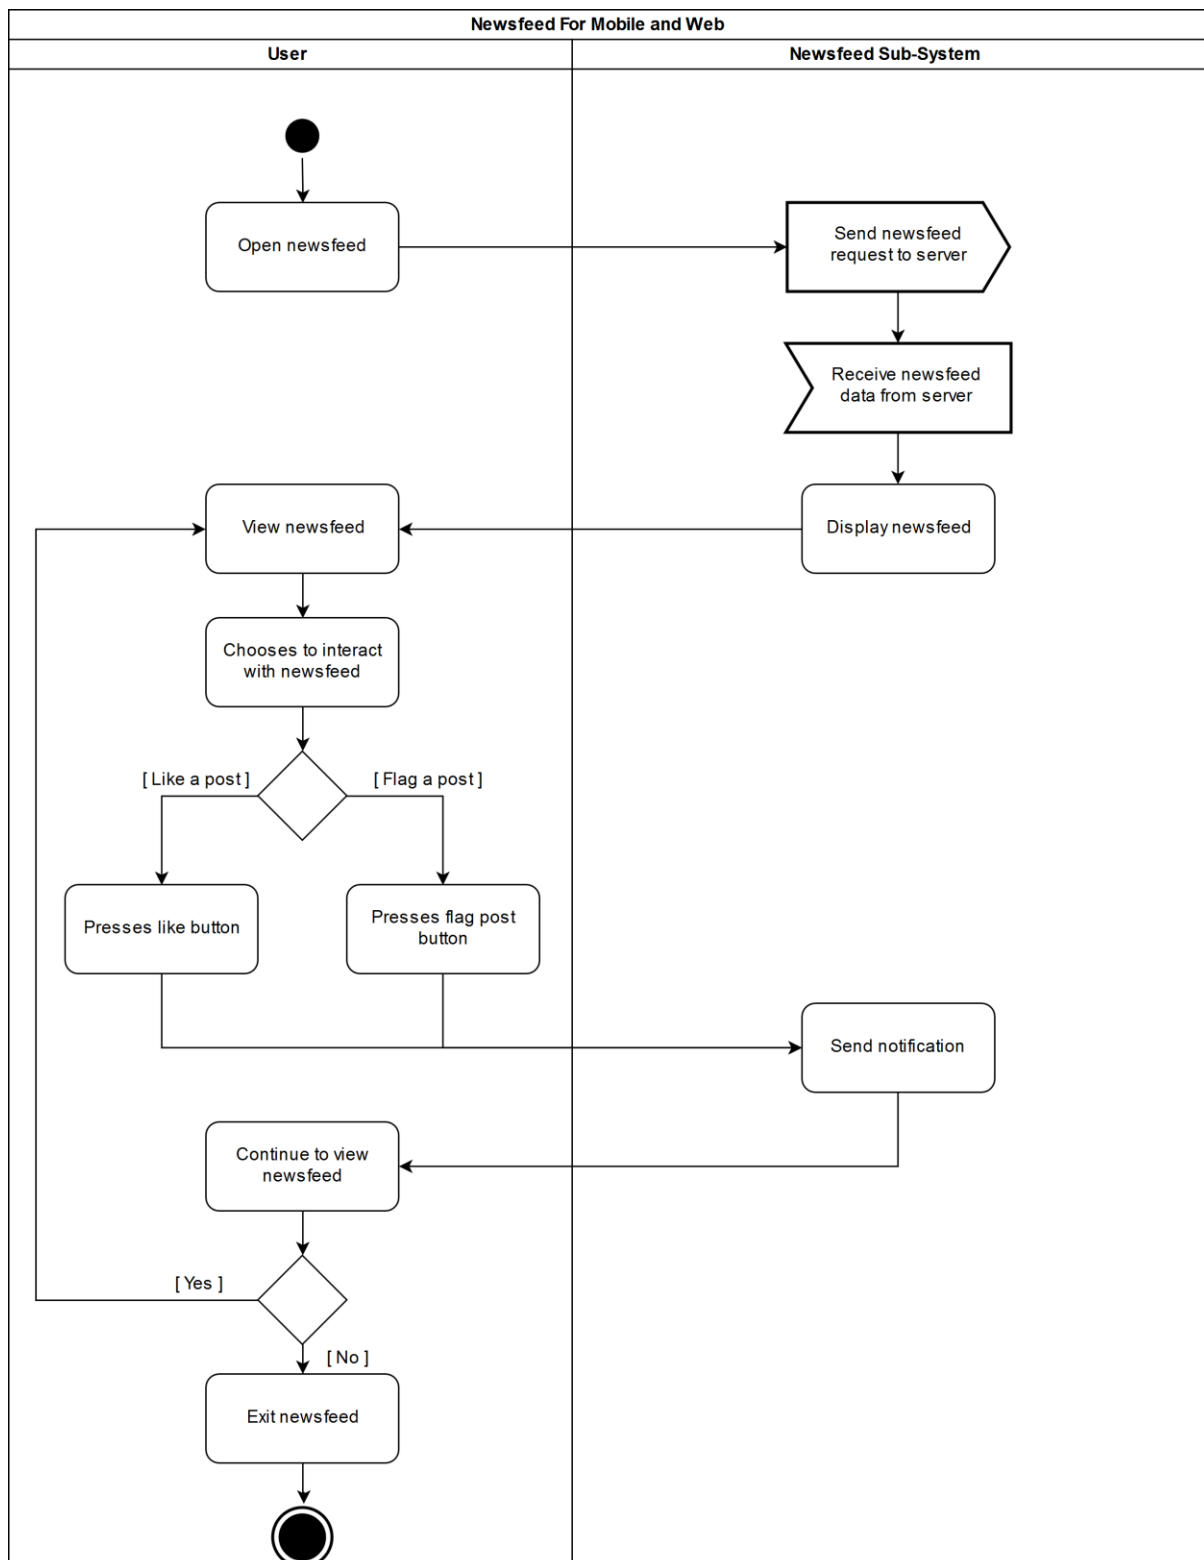 Newsfeed For Mobile and Web
User
Newsfeed Sub-System
Open newsfeed
Send newsfeed
request to server
Receive newsfeed
data from server
View newsfeed
Display newsfeed
Chooses to interact
with newsfeed
[ Like a post ]
[ Flag a post ]
Presses like button
Presses flag post
button
Send notification
Continue to view
newsfeed
[ Yes ]
[ No ]
Exit newsfeed